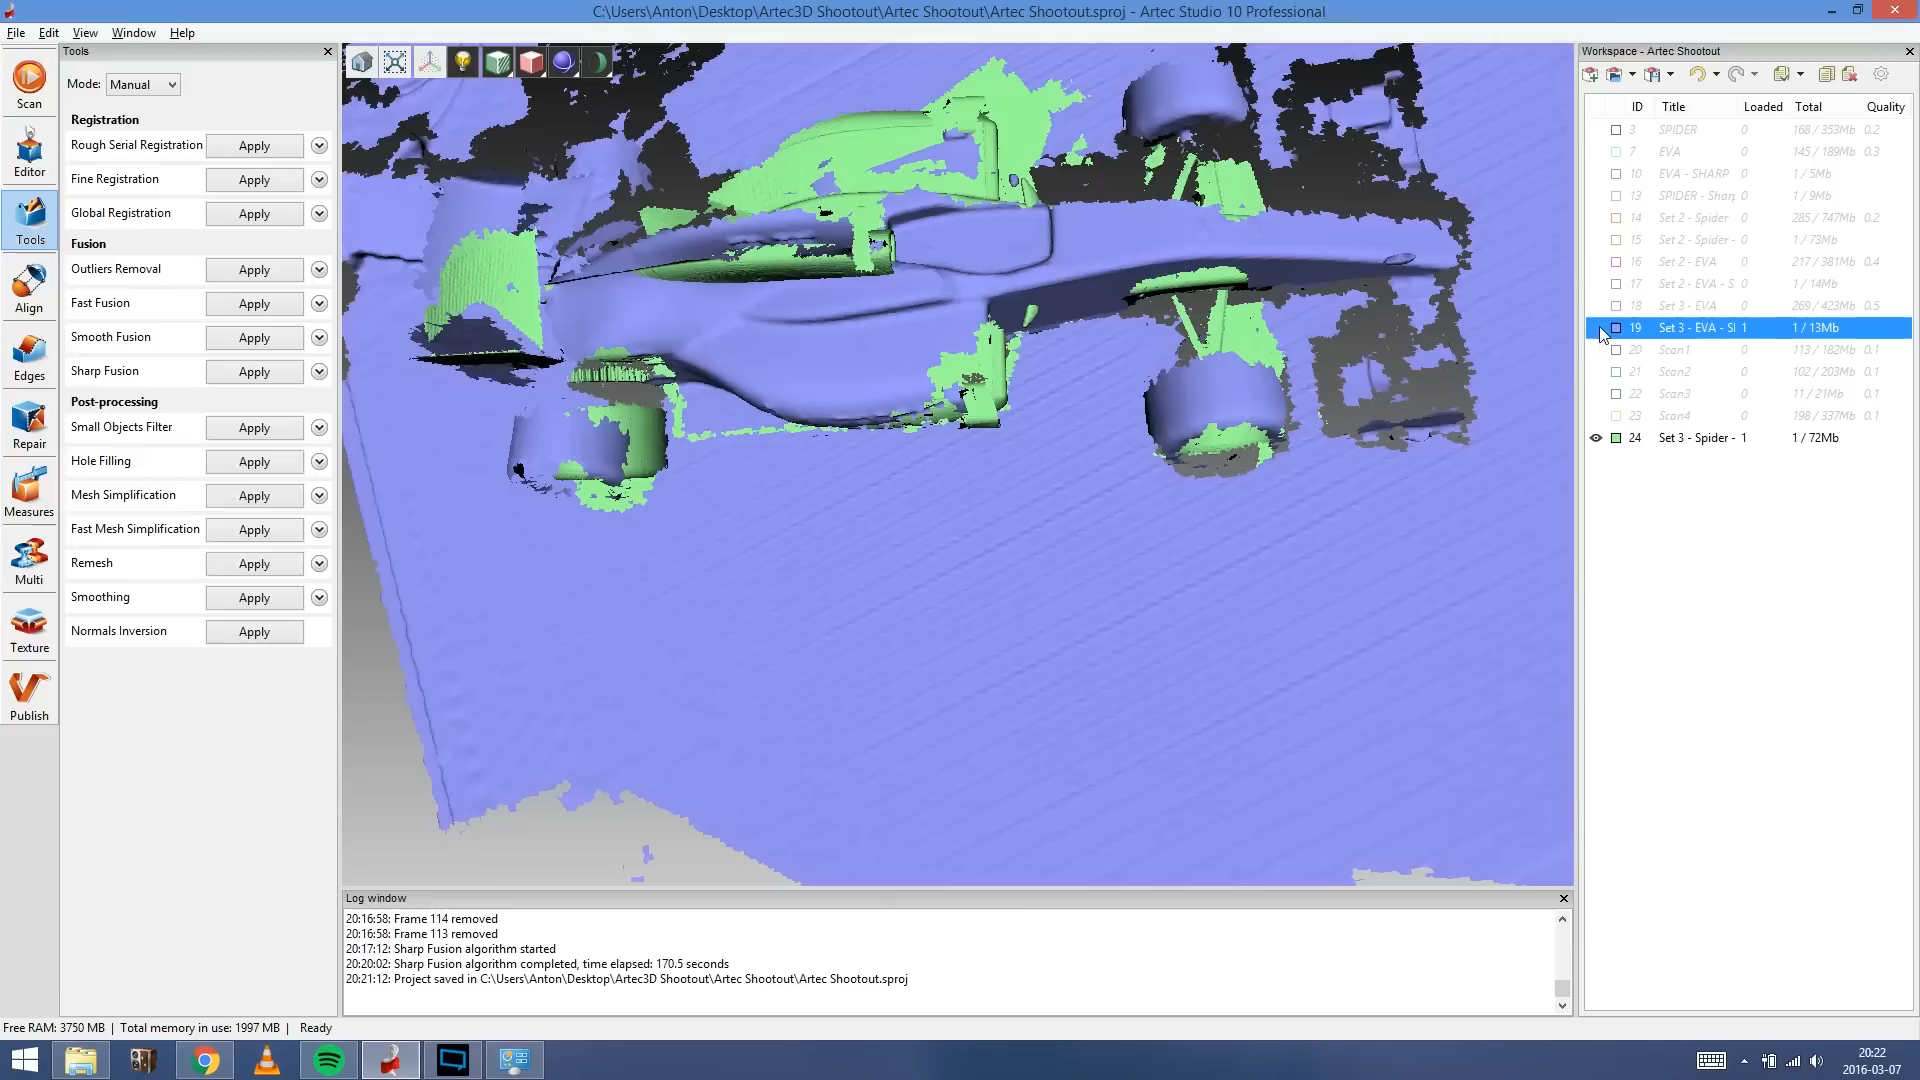 C:\Users\Anton\Desktop\Artec3D Shootout\Artec Shootout\Artec Shootout.sproj - Artec Studio 10 Professional
File Edit View Window Help
Tools
Mode: Manual
Registration
Rough Serial Registration Apply
Fine Registration Apply
Global Registration Apply
Fusion
Outliers Removal Apply
Fast Fusion Apply
Smooth Fusion Apply
Sharp Fusion Apply
Post-processing
Small Objects Filter Apply
Hole Filling Apply
Mesh Simplification Apply
Fast Mesh Simplification Apply
Remesh Apply
Smoothing Apply
Normals Inversion Apply
Scan
Editor
Tools
Align
Edges
Repair
Measures
Multi
Texture
Publish
Workspace - Artec Shootout
ID Title Loaded Total Quality
3 SPIDER 0 168 / 353Mb 0.2
7 EVA 0 145 / 189Mb 0.3
10 EVA - SHARP 0 1 / 5Mb
13 SPIDER - Sharp 0 1 / 9Mb
14 Set 2 - Spider 0 285 / 747Mb 0.2
15 Set 2 - Spider - 0 1 / 73Mb
16 Set 2 - EVA 0 217 / 381Mb 0.4
17 Set 2 - EVA - S. 0 1 / 14Mb
18 Set 3 - EVA 0 269 / 423Mb 0.5
19 Set 3 - EVA - SI 1 1 / 13Mb
20 Scan1 0 113 / 182Mb 0.1
21 Scan2 0 102 / 203Mb 0.1
22 Scan3 0 11 / 21Mb 0.1
23 Scan4 0 198 / 337Mb 0.1
24 Set 3 - Spider - 1 1 / 72Mb
Log window
20:16:58: Frame 114 removed
20:16:58: Frame 113 removed
20:17:12: Sharp Fusion algorithm started
20:20:02: Sharp Fusion algorithm completed, time elapsed: 170.5 seconds
20:21:12: Project saved in C:\Users\Anton\Desktop\Artec3D Shootout\Artec Shootout\Artec Shootout.sproj
Free RAM: 3750 MB | Total memory in use: 1997 MB | Ready
20:22
2016-03-07